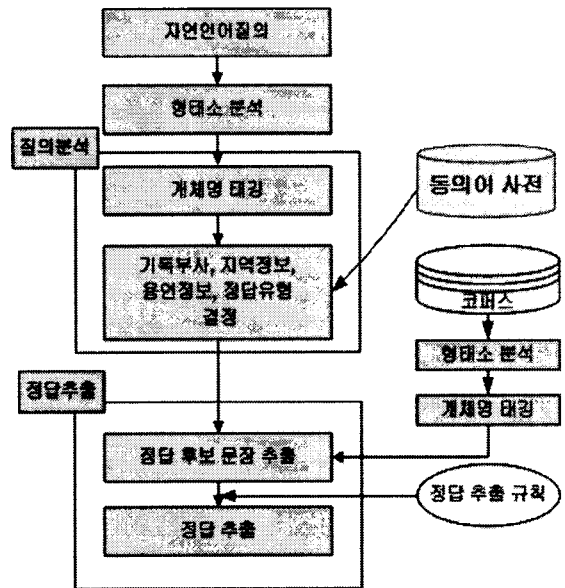 자연언어질의
형태소 분석
질의분석
개체명 태깅
동의어 사전
기독부사, 지역정보,
용언정보, 정답유형
결정
코퍼스
형태소 분석
개체명 태깅
정답추출
정답 후보 문장 추출
정답 추출 규칙
정답 추출